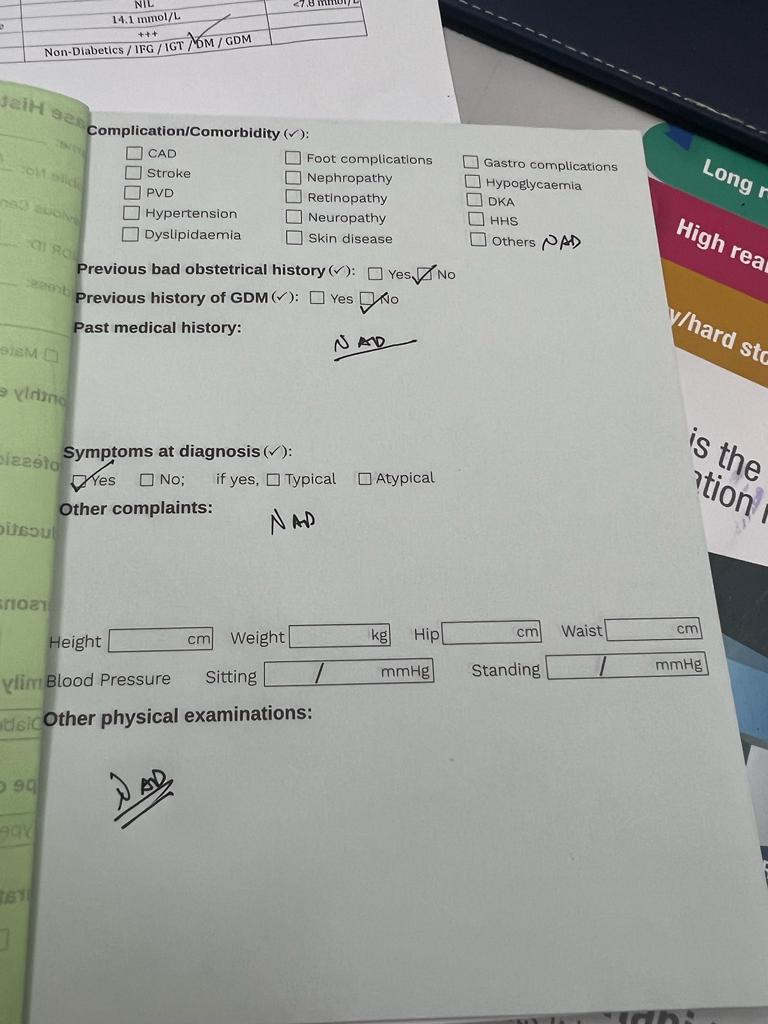 NIL
<7.8 mmol/L
14.1 mmol/L
+++
Non-Diabetics / IFG / IGT / DM / GDM
Complication/Comorbidity (✓):
☐ CAD ☐ Foot complications ☐ Gastro complications
☐ Stroke ☐ Nephropathy ☐ Hypoglycaemia
☐ PVD ☐ Retinopathy ☐ DKA
☐ Hypertension ☐ Neuropathy ☐ HHS
☐ Dyslipidaemia ☐ Skin disease ☐ Others NAD
Previous bad obstetrical history (✓): ☐ Yes ☑ No
Previous history of GDM (✓): ☐ Yes ☑ No
Past medical history:
NAD
Symptoms at diagnosis (✓):
☑ Yes ☐ No; if yes, ☐ Typical ☐ Atypical
Other complaints:
NAD
Height cm Weight kg Hip cm Waist cm
Blood Pressure Sitting / mmHg Standing / mmHg
Other physical examinations:
NAD
Long
High
/hard
is the